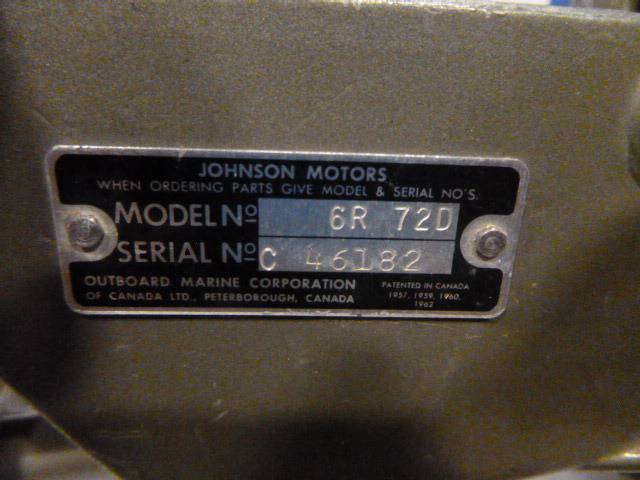 JOHNSON MOTORS
WHEN ORDERING PARTS GIVE MODEL & SERIAL NO'S.
MODEL Nº 6R 72D
SERIAL Nº C 46182
OUTBOARD MARINE CORPORATION
OF CANADA LTD., PETERBOROUGH, CANADA
PATENTED IN CANADA
1957, 1959, 1960,
1962